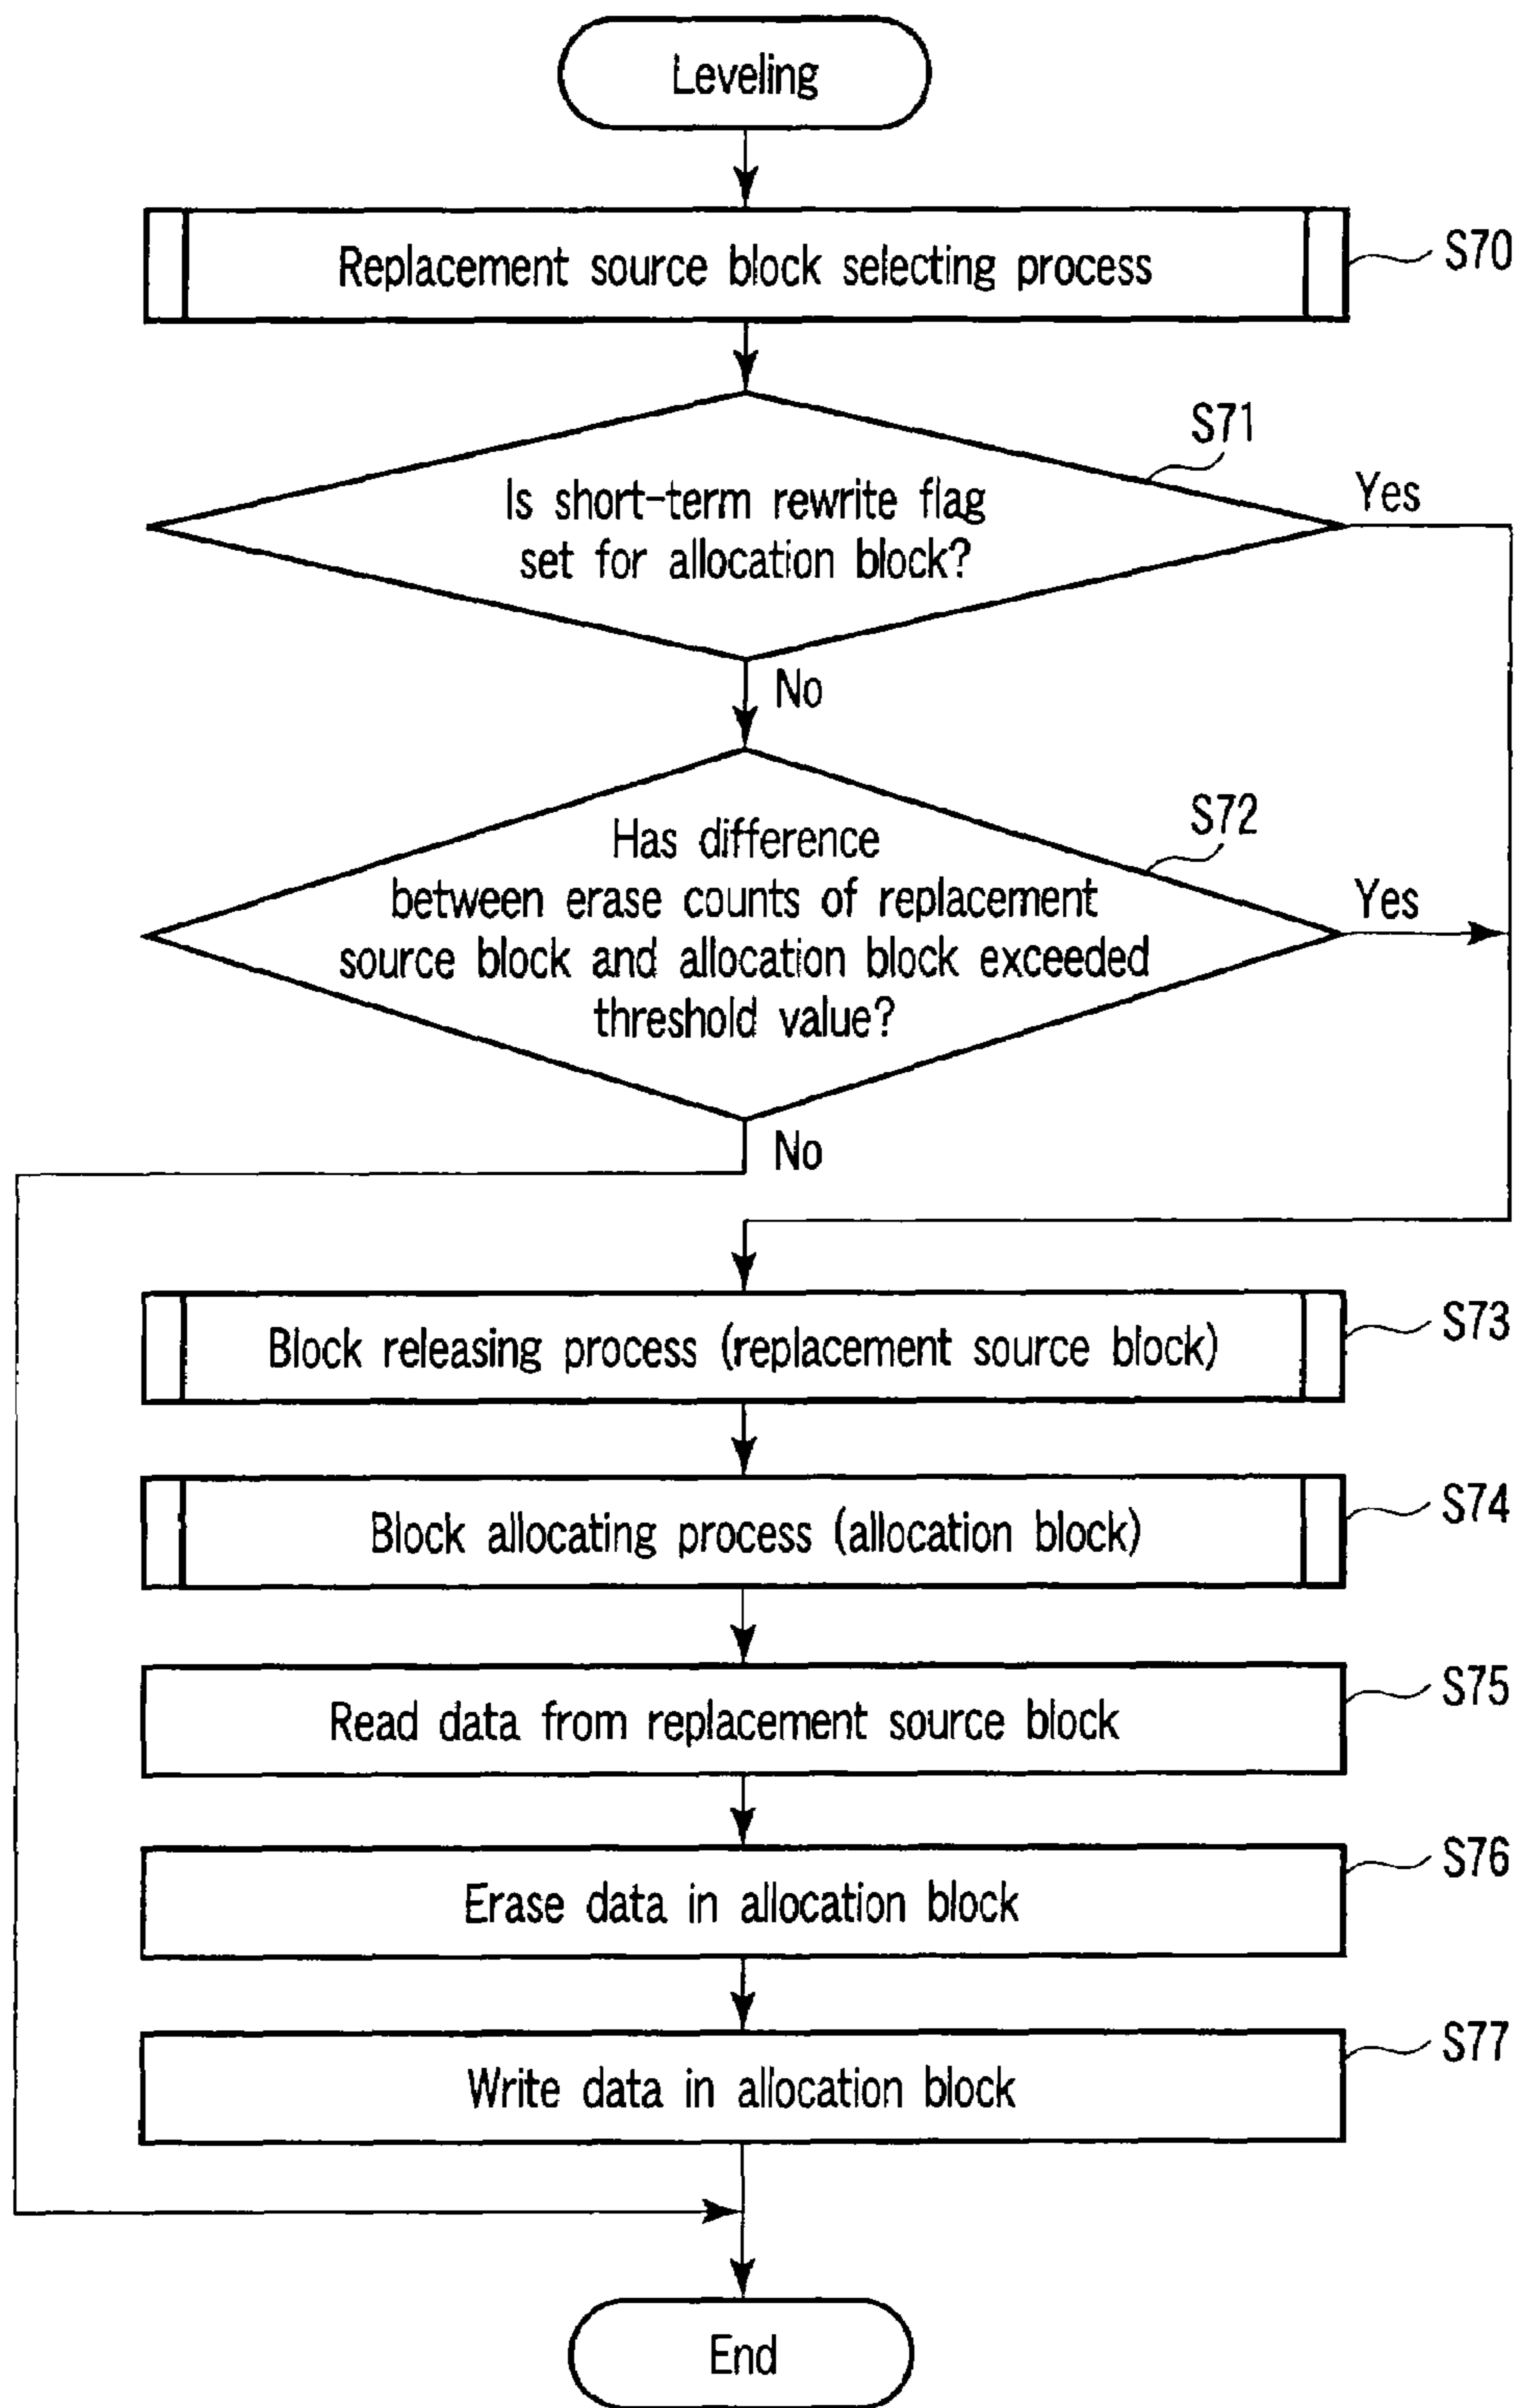 Leveling
Replacement source block selecting process
S70
S71
Is short-term rewrite flag
set for allocation block?
Yes
No
S72
Has difference
between erase counts of replacement
source block and allocation block exceeded
threshold value?
Yes
No
Block releasing process (replacement source block)
S73
Block allocating process (allocation block)
S74
Read data from replacement source block
S75
Erase data in allocation block
S76
Write data in allocation block
S77
End